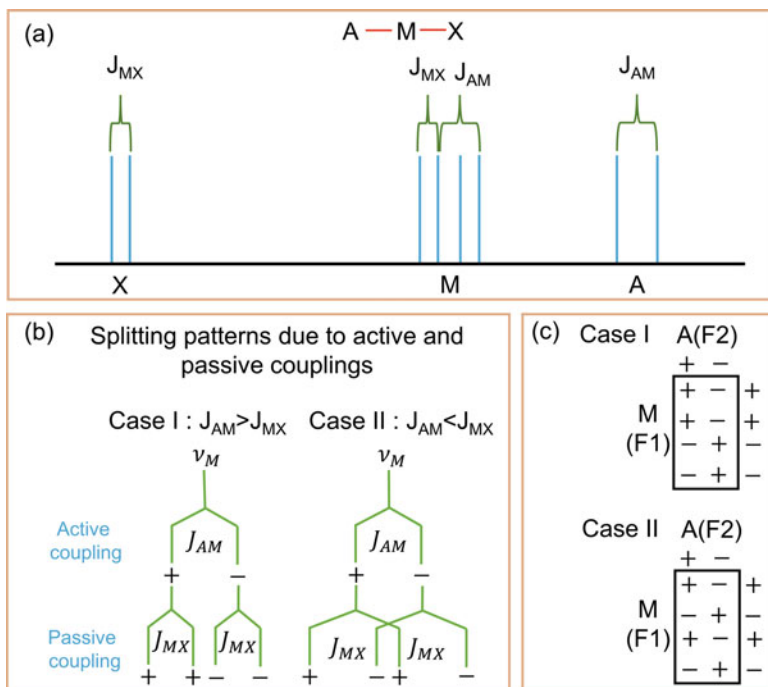 (a)
A — M — X
J_MX J_MX J_AM J_AM
X M A
(b) Splitting patterns due to active and
passive couplings
Case I : J_AM>J_MX Case II : J_AM<J_MX
ν_M ν_M
Active
coupling
J_AM J_AM
+ − + −
Passive
coupling
J_MX J_MX J_MX J_MX
+ + − − + − + −
(c) Case I A(F2)
+ −
+ − +
M + − +
(F1) − + −
− + −
Case II A(F2)
+ −
+ − +
M − + −
(F1) + − +
− + −